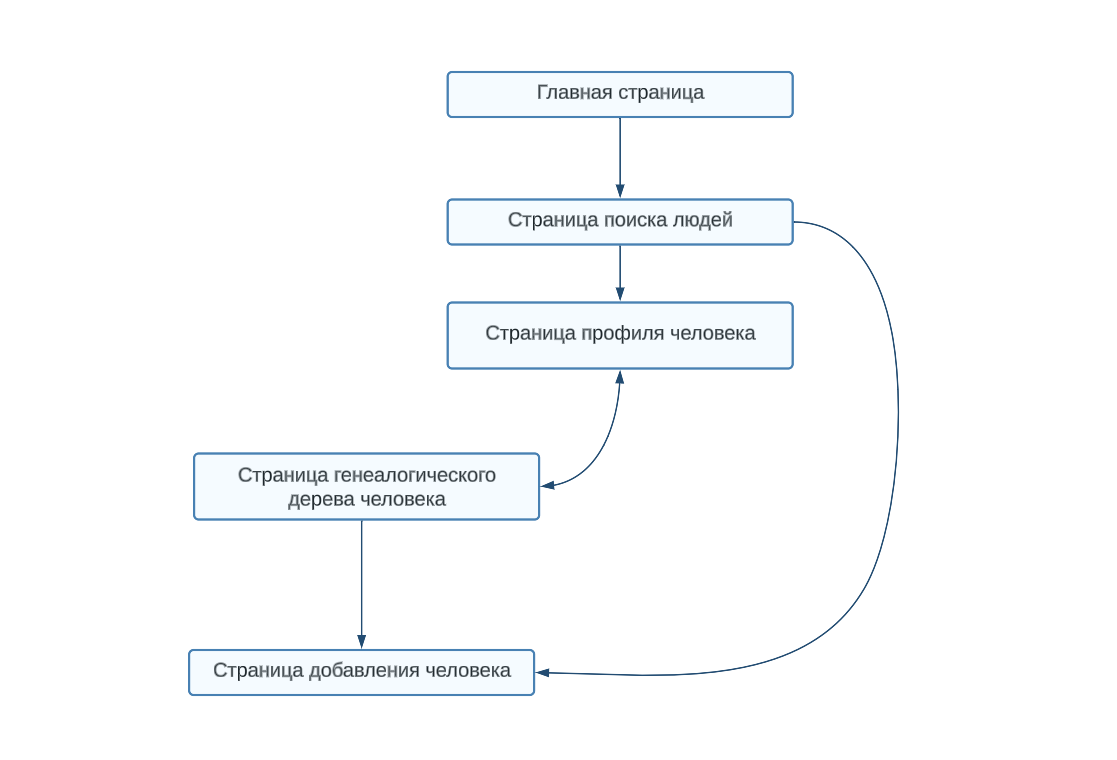 Главная страница
Страница поиска людей
Страница профиля человека
Страница генеалогического
дерева человека
Страница добавления человека